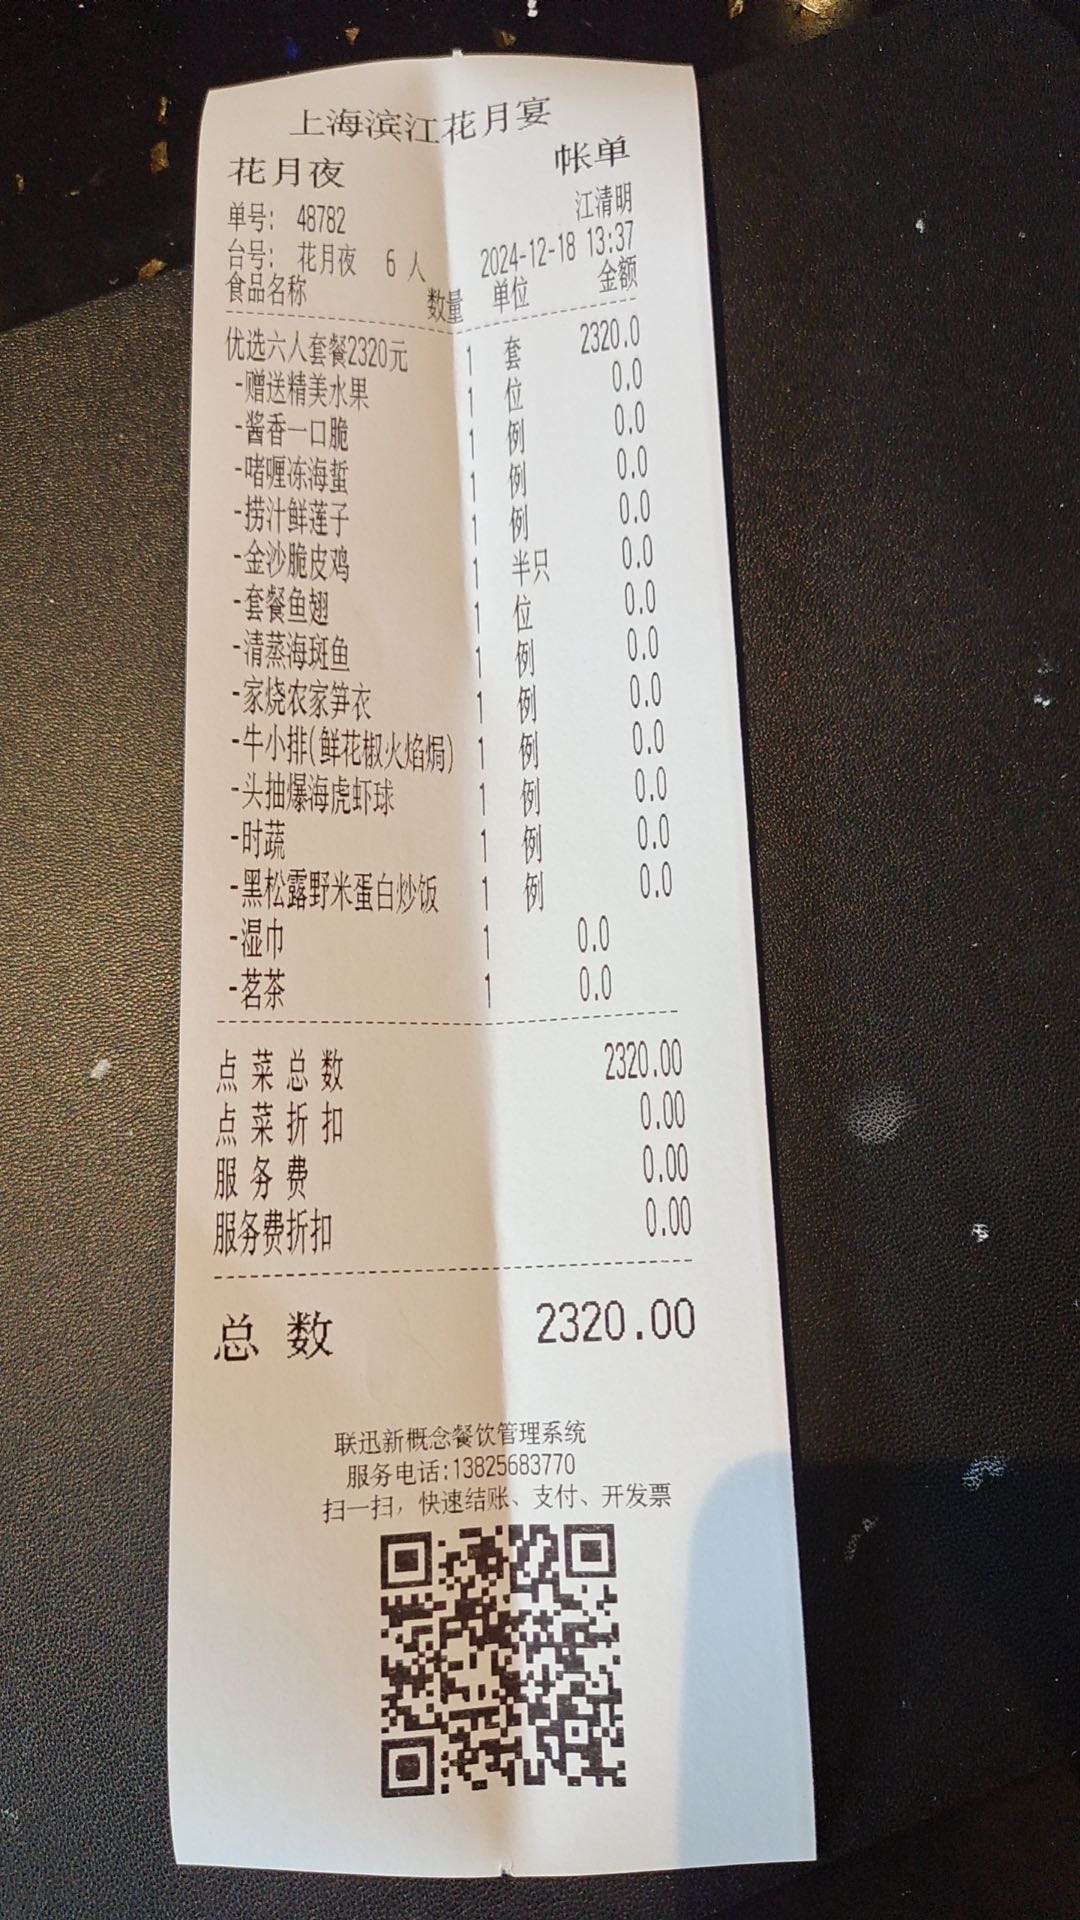 上海滨江花月宴
花月夜 帐单
单号: 48782 江清明
台号: 花月夜 6 人 2024-12-18 13:37
食品名称 数量 单位 金额
优选六人套餐2320元 1 套 2320.0
-赠送精美水果 1 位 0.0
-酱香一口脆 1 例 0.0
-啫喱冻海蜇 1 例 0.0
-捞汁鲜莲子 1 例 0.0
-金沙脆皮鸡 1 半只 0.0
-套餐鱼翅 1 位 0.0
-清蒸海斑鱼 1 例 0.0
-家烧农家笋衣 1 例 0.0
-牛小排(鲜花椒火焰焗) 1 例 0.0
-头抽爆海虎虾球 1 例 0.0
-时蔬 1 例 0.0
-黑松露野米蛋白炒饭 1 例 0.0
-湿巾 1 0.0
-茗茶 1 0.0
点菜总数 2320.00
点菜折扣 0.00
服务费 0.00
服务费折扣 0.00
总数 2320.00
联迅新概念餐饮管理系统
服务电话:13825683770
扫一扫，快速结账、支付、开发票